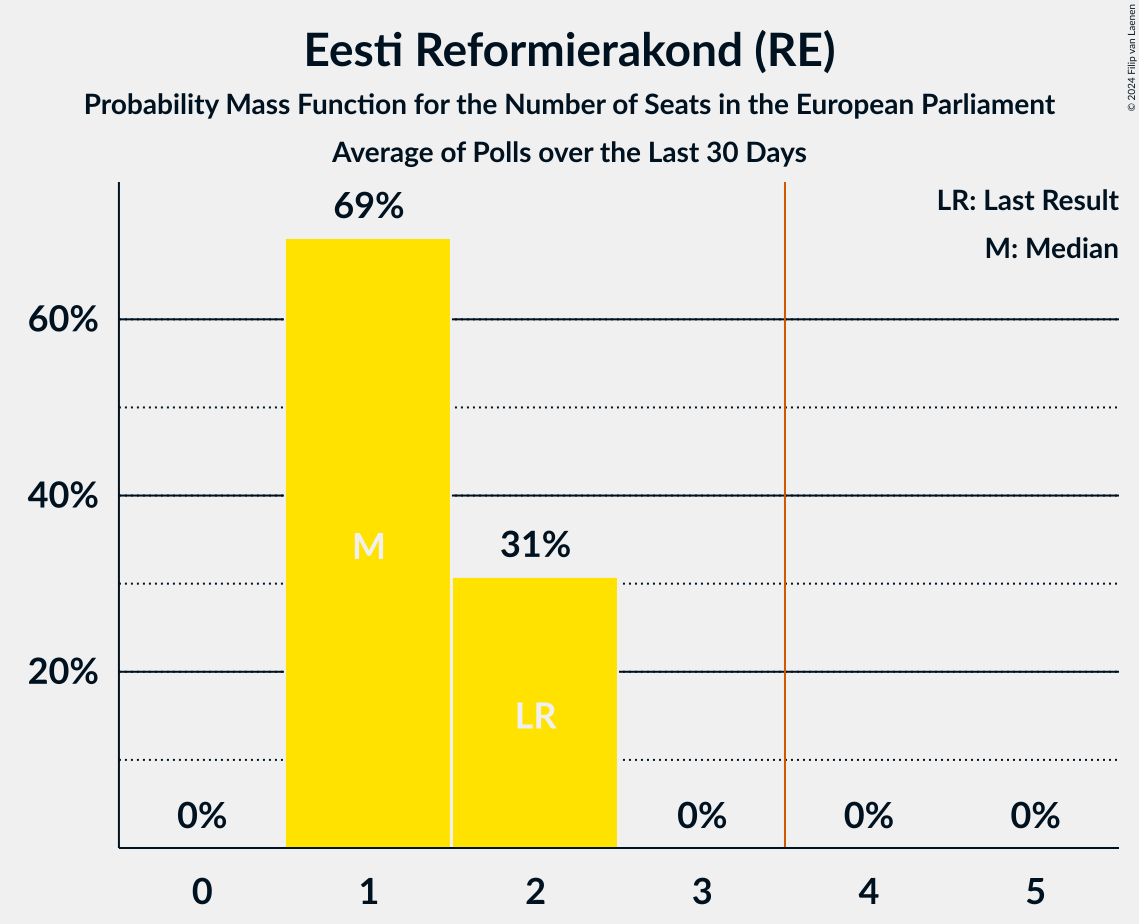 Eesti Reformierakond (RE)
Probability Mass Function for the Number of Seats in the European Parliament
Average of Polls over the Last 30 Days
© 2024 Filip van Laenen
LR: Last Result
M: Median
69%
60%
40%
20%
M
31%
LR
0%
0%
0%
0%
0 1 2 3 4 5